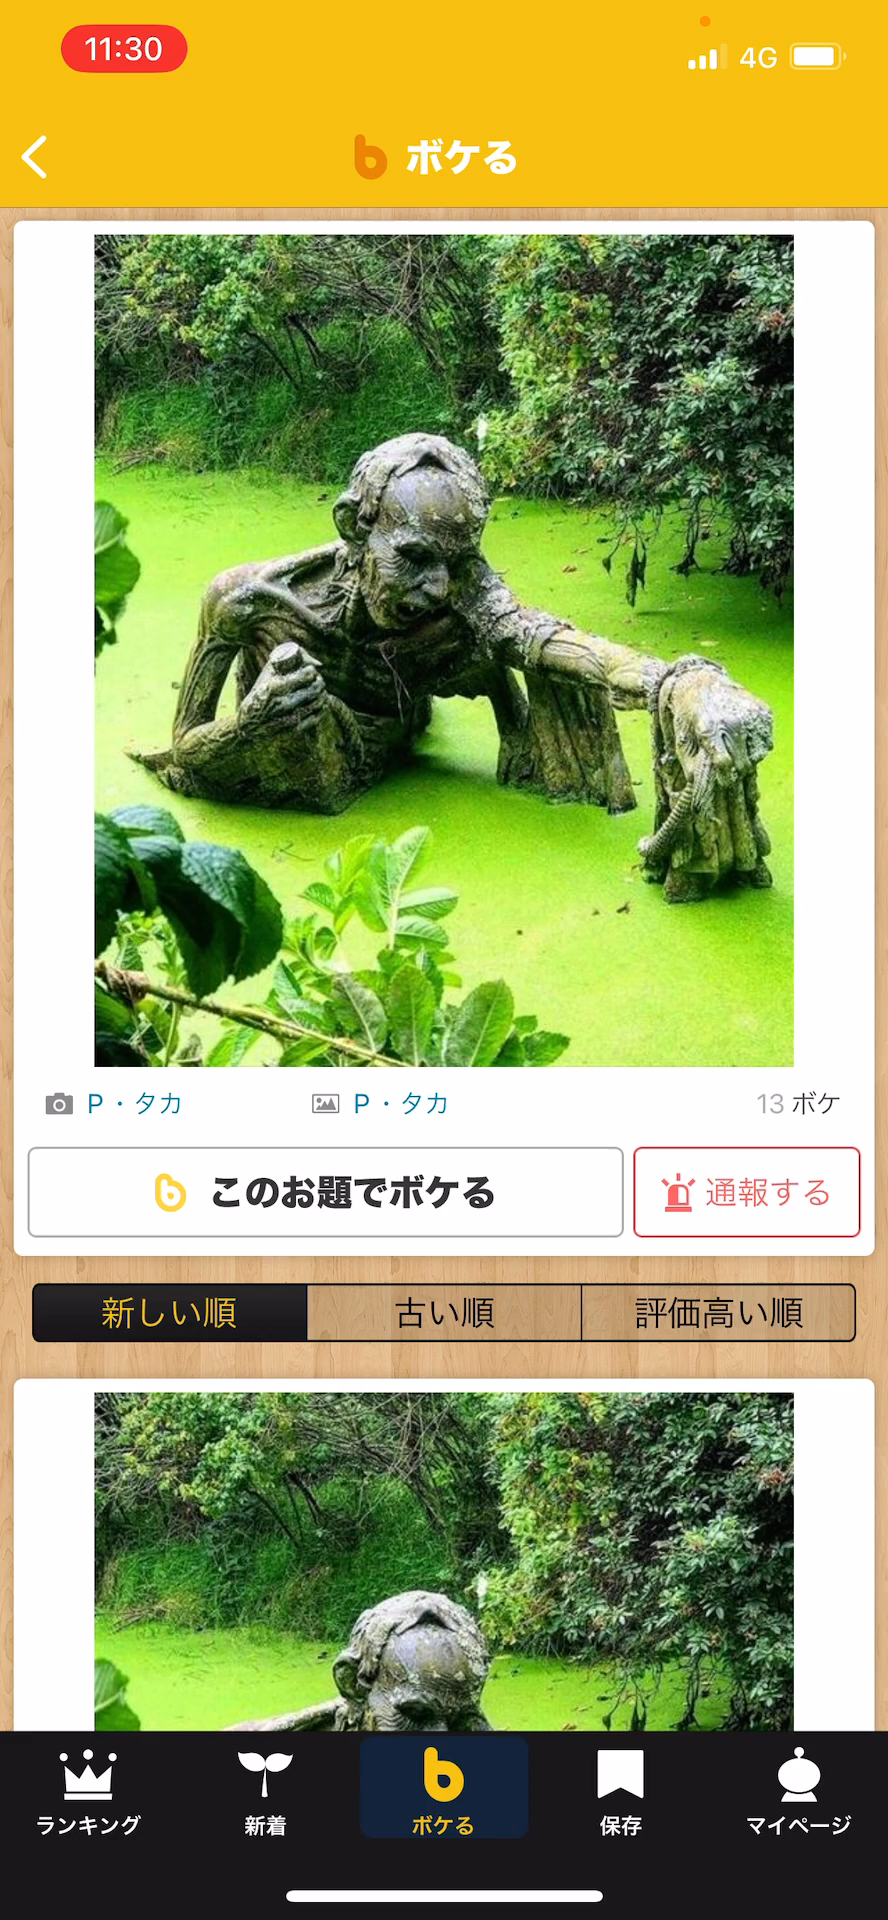 11:30
4G
ボケる
P・タカ
P・タカ
13 ボケ
このお題でボケる
通報する
新しい順
古い順
評価高い順
ランキング
新着
ボケる
保存
マイページ